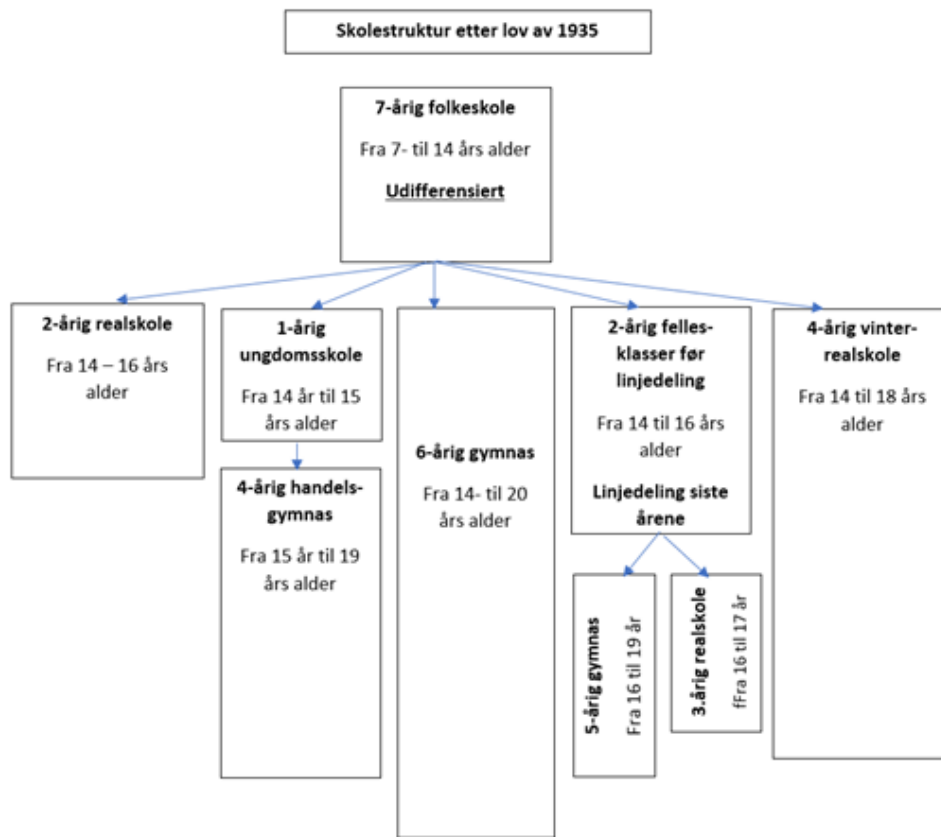 Skolestruktur etter lov av 1935
7-årig folkeskole
Fra 7- til 14 års alder
Udifferensiert
2-årig realskole
Fra 14 – 16 års
alder
1-årig
ungdomsskole
Fra 14 år til 15
års alder
4-årig handels-
gymnas
Fra 15 år til 19
års alder
6-årig gymnas
Fra 14- til 20
års alder
2-årig felles-
klasser før
linjedeling
Fra 14 til 16 års
alder
Linjedeling siste
årene
5-årig gymnas
Fra 16 til 19 år
3.årig realskole
fFra 16 til 17 år
4-årig vinter-
realskole
Fra 14 til 18 års
alder